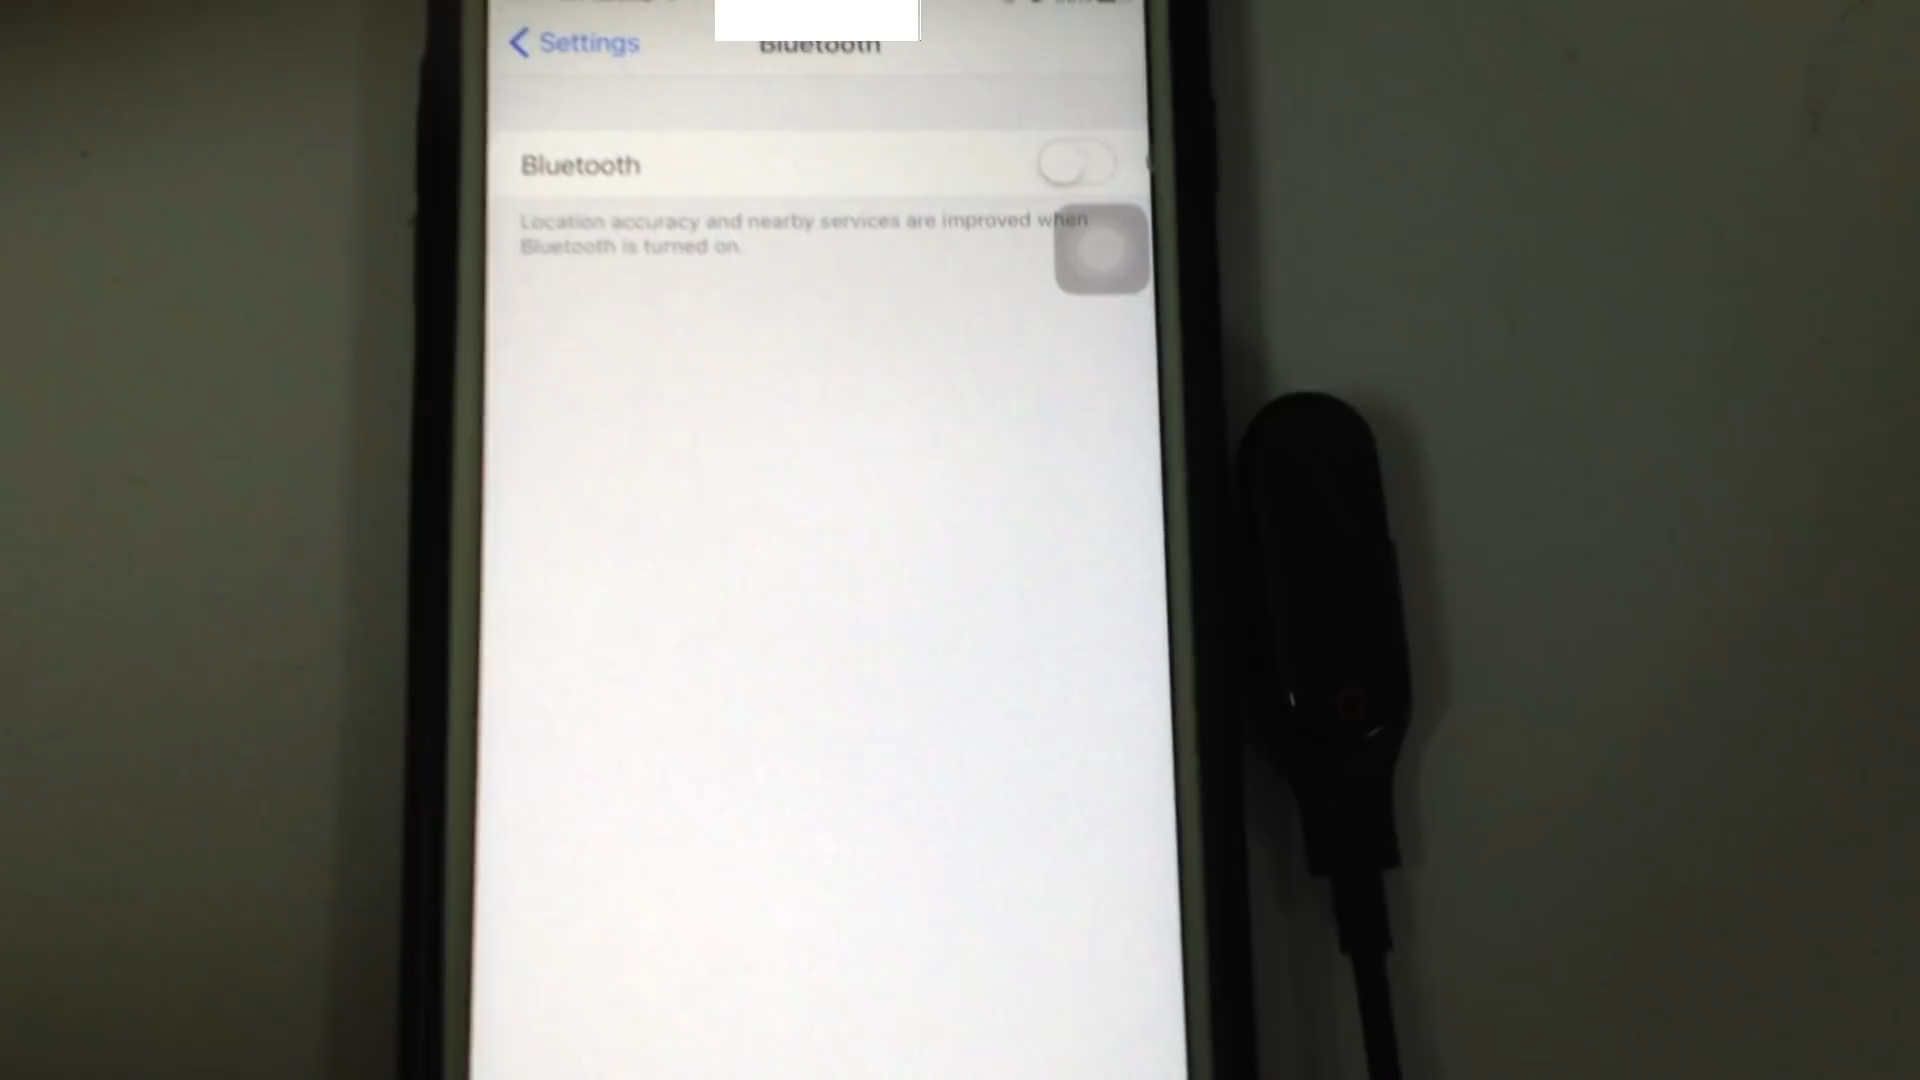 Settings
Bluetooth
Bluetooth
Location accuracy and nearby services are improved when
Bluetooth is turned on.